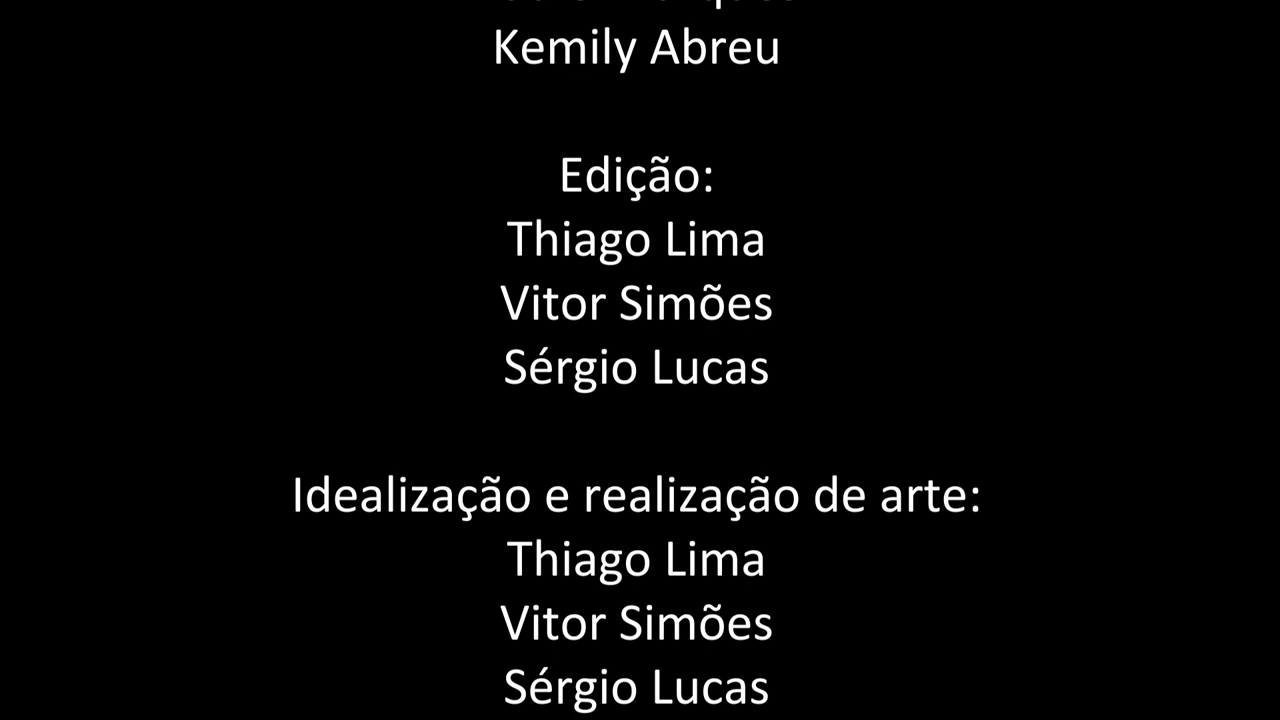 Kemily Abreu
Edição:
Thiago Lima
Vitor Simões
Sérgio Lucas
Idealização e realização de arte:
Thiago Lima
Vitor Simões
Sérgio Lucas